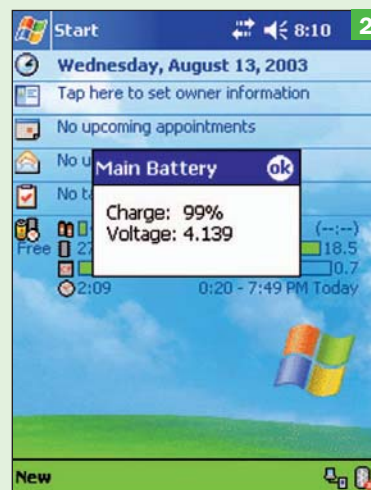 Start 8:10 2
Wednesday, August 13, 2003
Tap here to set owner information
No upcoming appointments
No
Main Battery ok
No
Charge: 99%
Voltage: 4.139
(--:--)
Free 18.5
0.7
2:09 0:20 - 7:49 PM Today
New